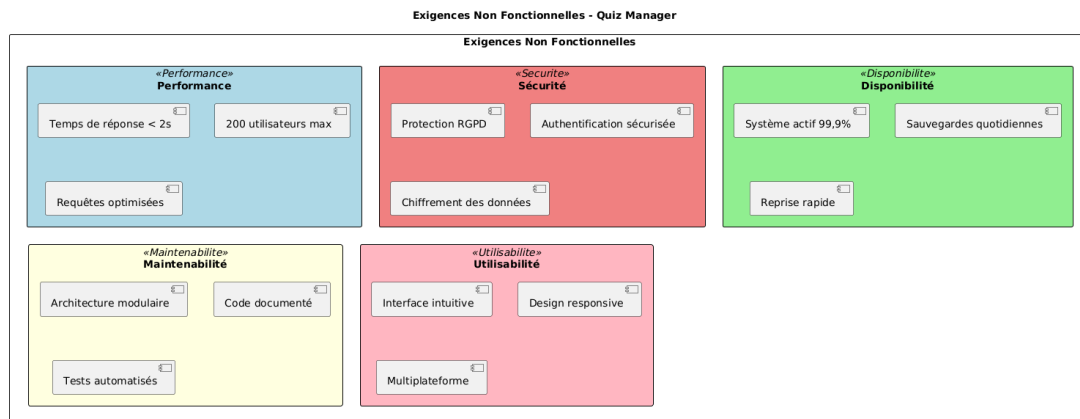 Exigences Non Fonctionnelles - Quiz Manager
Exigences Non Fonctionnelles
«Performance»
Performance
Temps de réponse < 2s
200 utilisateurs max
Requêtes optimisées
«Securite»
Sécurité
Protection RGPD
Authentification sécurisée
Chiffrement des données
«Disponibilite»
Disponibilité
Système actif 99,9%
Sauvegardes quotidiennes
Reprise rapide
«Maintenabilite»
Maintenabilité
Architecture modulaire
Code documenté
Tests automatisés
«Utilisabilite»
Utilisabilité
Interface intuitive
Design responsive
Multiplateforme